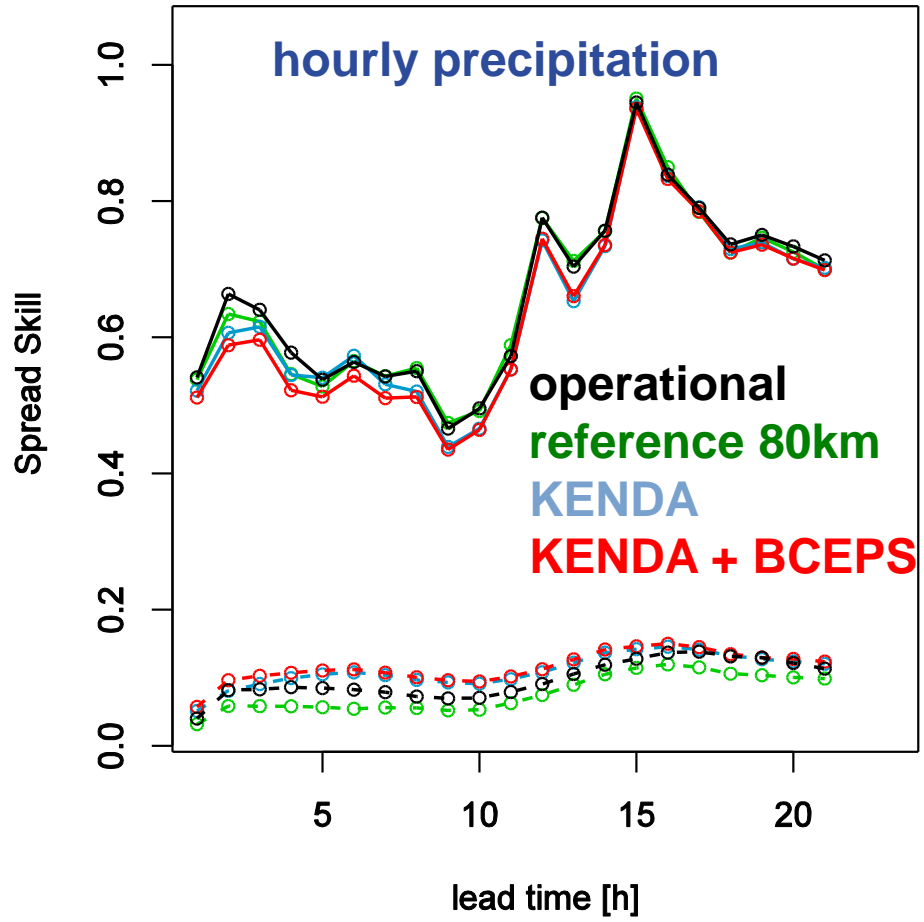 hourly precipitation
1.0
0.8
0.6
0.4
0.2
0.0
Spread Skill
operational
reference 80km
KENDA
KENDA + BCEPS
5 10 15 20
lead time [h]